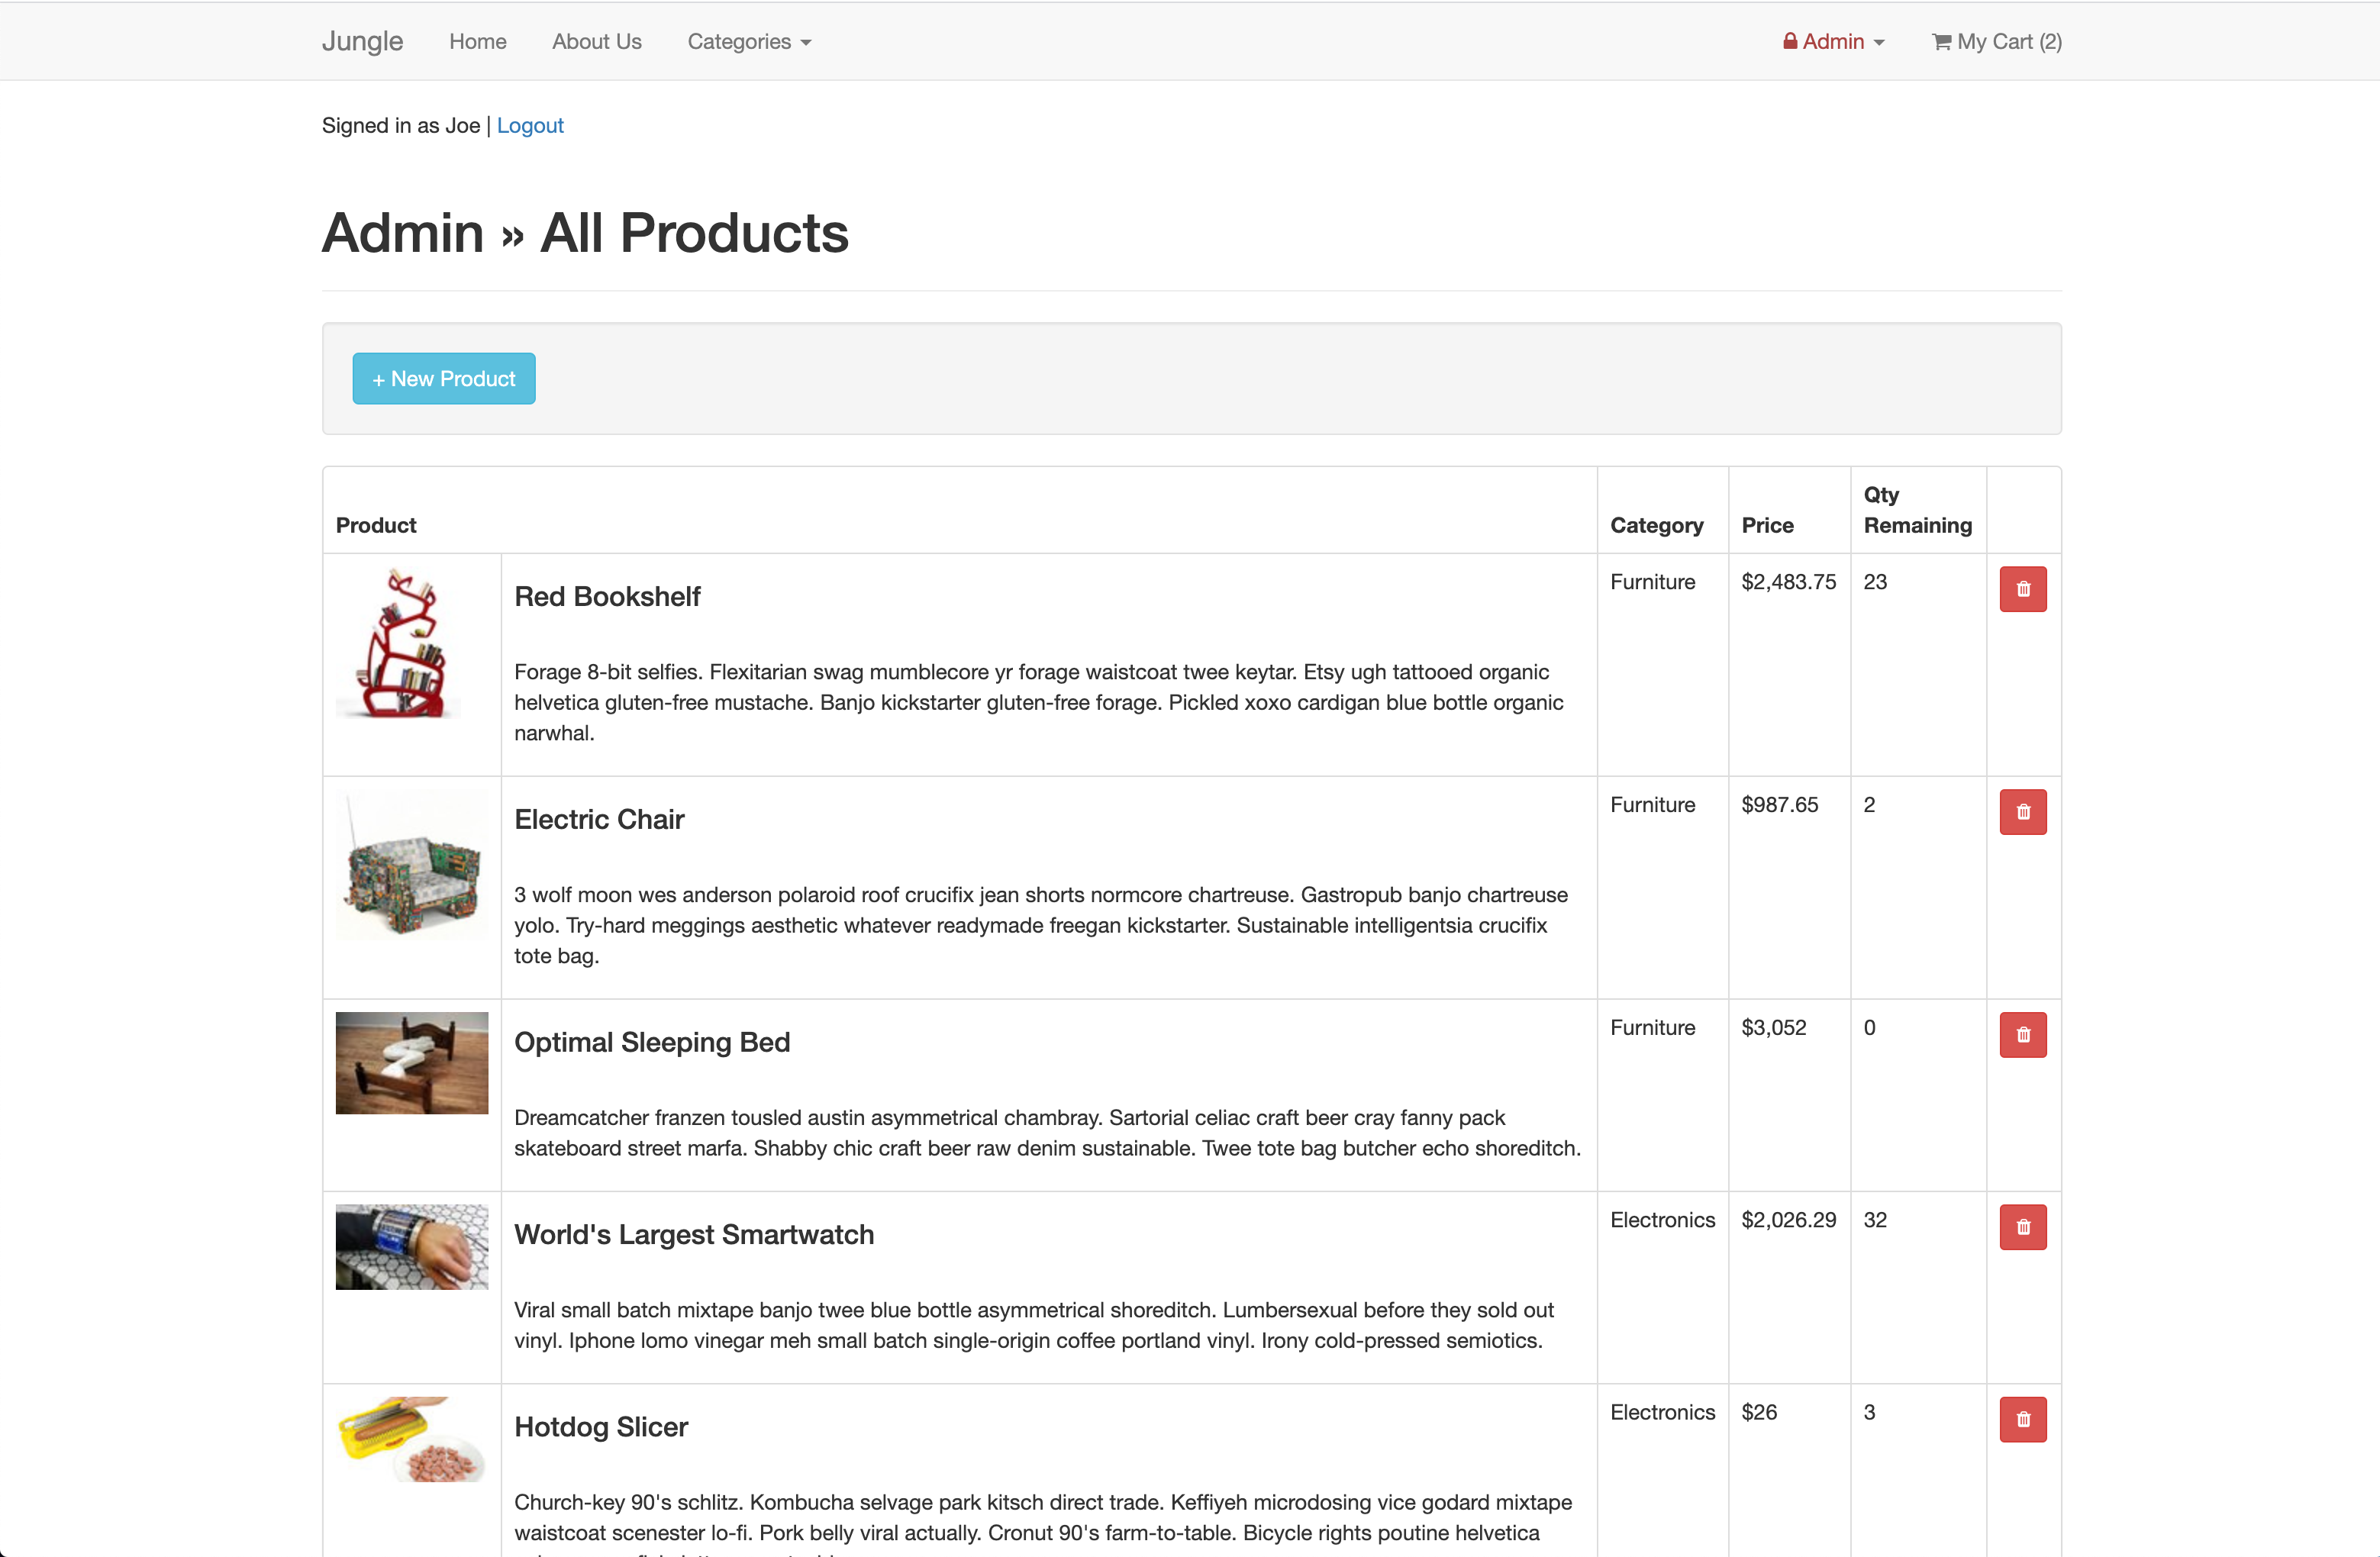 Jungle Home About Us Categories Admin My Cart (2)
Signed in as Joe | Logout
Admin » All Products
+ New Product
Product Category Price Qty Remaining
Red Bookshelf Furniture $2,483.75 23
Forage 8-bit selfies. Flexitarian swag mumblecore yr forage waistcoat twee keytar. Etsy ugh tattooed organic
helvetica gluten-free mustache. Banjo kickstarter gluten-free forage. Pickled xoxo cardigan blue bottle organic
narwhal.
Electric Chair Furniture $987.65 2
3 wolf moon wes anderson polaroid roof crucifix jean shorts normcore chartreuse. Gastropub banjo chartreuse
yolo. Try-hard meggings aesthetic whatever readymade freegan kickstarter. Sustainable intelligentsia crucifix
tote bag.
Optimal Sleeping Bed Furniture $3,052 0
Dreamcatcher franzen tousled austin asymmetrical chambray. Sartorial celiac craft beer cray fanny pack
skateboard street marfa. Shabby chic craft beer raw denim sustainable. Twee tote bag butcher echo shoreditch.
World's Largest Smartwatch Electronics $2,026.29 32
Viral small batch mixtape banjo twee blue bottle asymmetrical shoreditch. Lumbersexual before they sold out
vinyl. Iphone lomo vinegar meh small batch single-origin coffee portland vinyl. Irony cold-pressed semiotics.
Hotdog Slicer Electronics $26 3
Church-key 90's schlitz. Kombucha selvage park kitsch direct trade. Keffiyeh microdosing vice godard mixtape
waistcoat scenester lo-fi. Pork belly viral actually. Cronut 90's farm-to-table. Bicycle rights poutine helvetica